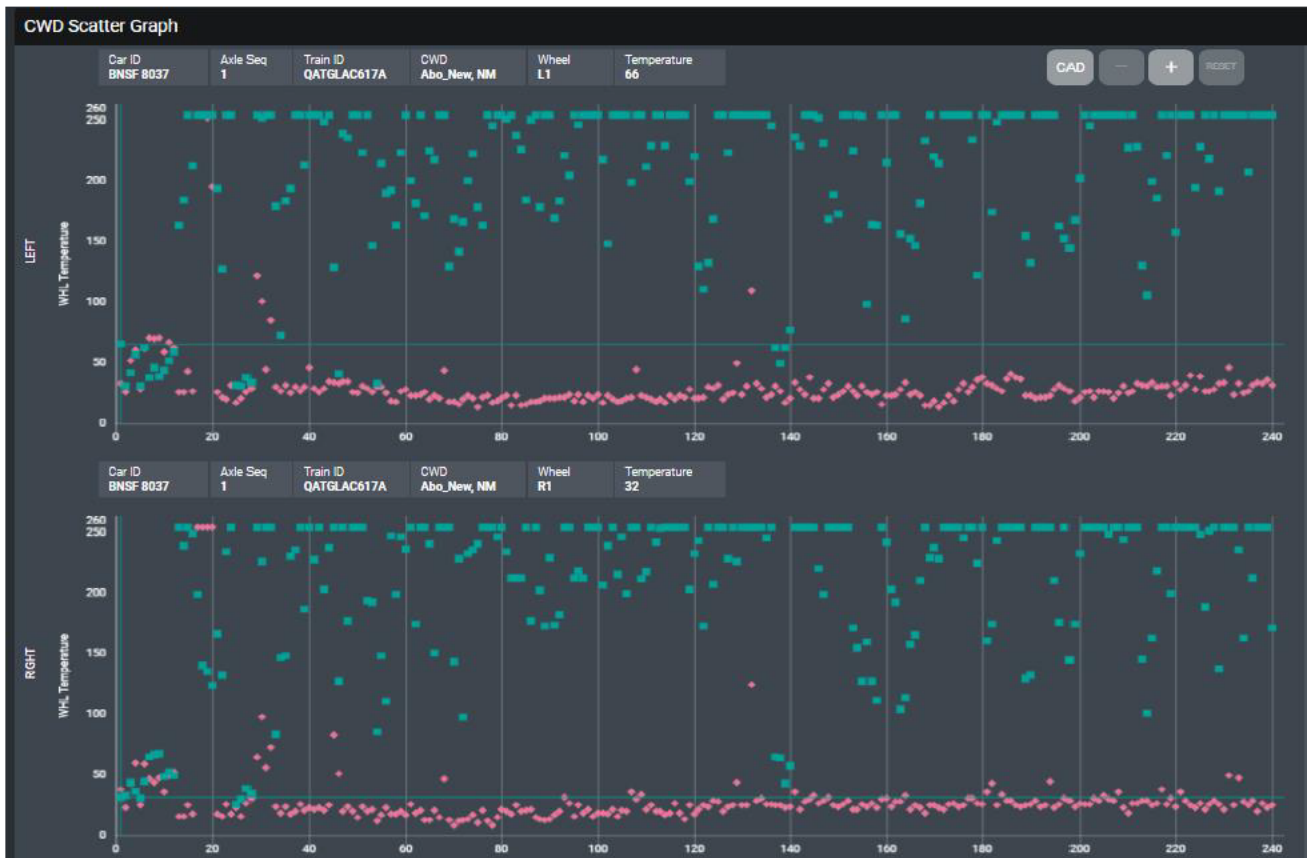 CWD Scatter Graph
Car ID Axle Seq Train ID CWD Wheel Temperature
BNSF 8037 1 QATGLAC617A Abo_New, NM L1 66
CAD − + RESET
260
250
200
150
100
50
0
LEFT
WHL Temperature
0 20 40 60 80 100 120 140 160 180 200 220 240
Car ID Axle Seq Train ID CWD Wheel Temperature
BNSF 8037 1 QATGLAC617A Abo_New, NM R1 32
260
250
200
150
100
50
0
RIGHT
WHL Temperature
0 20 40 60 80 100 120 140 160 180 200 220 240